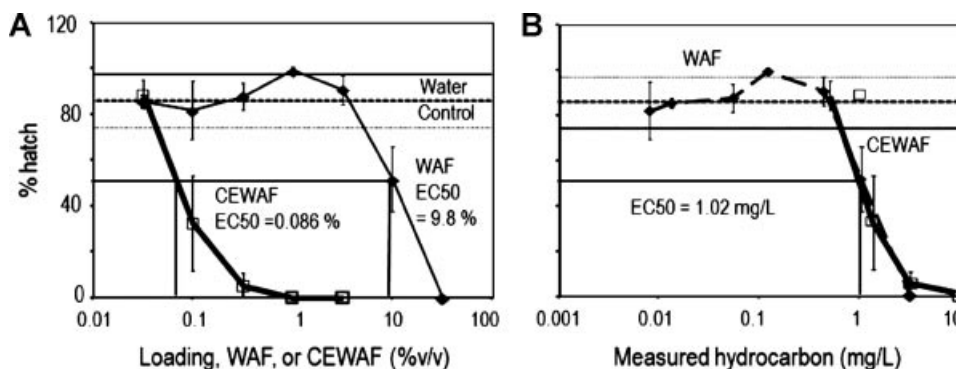 A
% hatch
120
80
40
0
Water
Control
CEWAF
EC50 =0.086 %
WAF
EC50
= 9.8 %
0.01 0.1 1 10 100
Loading, WAF, or CEWAF (%v/v)
B
WAF
CEWAF
EC50 = 1.02 mg/L
0.001 0.01 0.1 1 10
Measured hydrocarbon (mg/L)